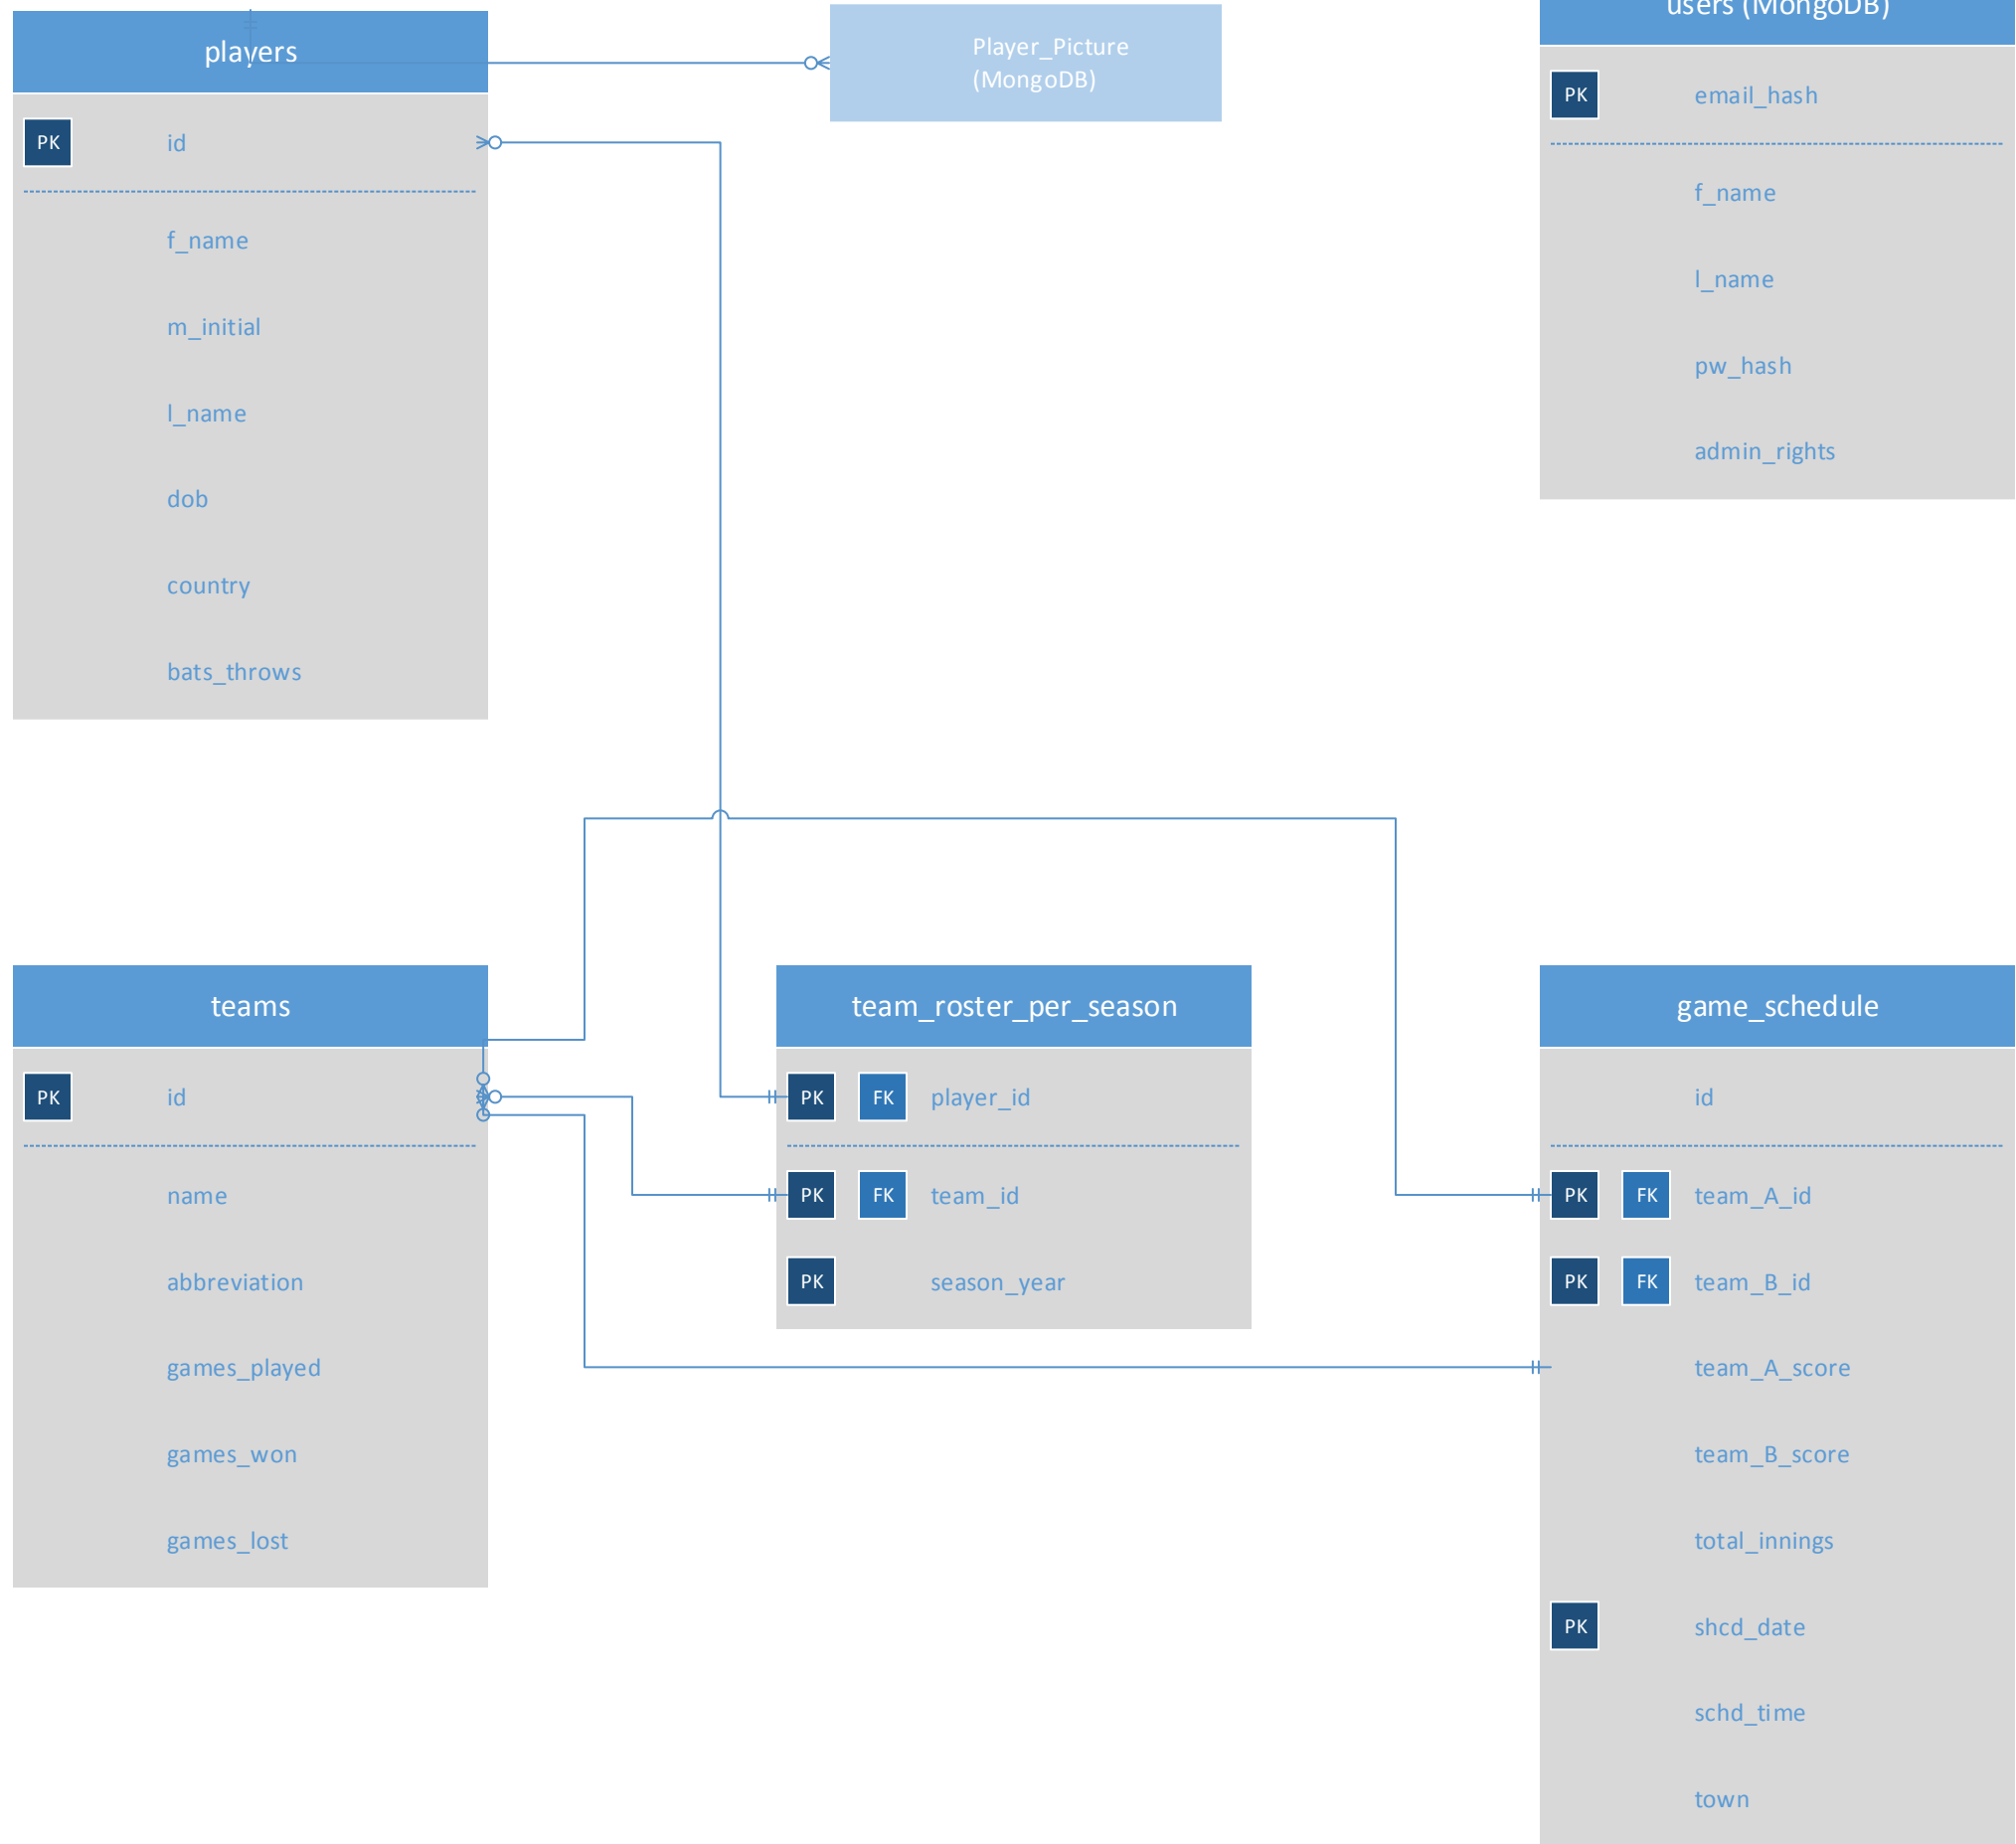 players
PK id
f_name
m_initial
l_name
dob
country
bats_throws
Player_Picture
(MongoDB)
users (MongoDB)
PK email_hash
f_name
l_name
pw_hash
admin_rights
teams
PK id
name
abbreviation
games_played
games_won
games_lost
team_roster_per_season
PK FK player_id
PK FK team_id
PK season_year
game_schedule
id
PK FK team_A_id
PK FK team_B_id
team_A_score
team_B_score
total_innings
PK shcd_date
schd_time
town